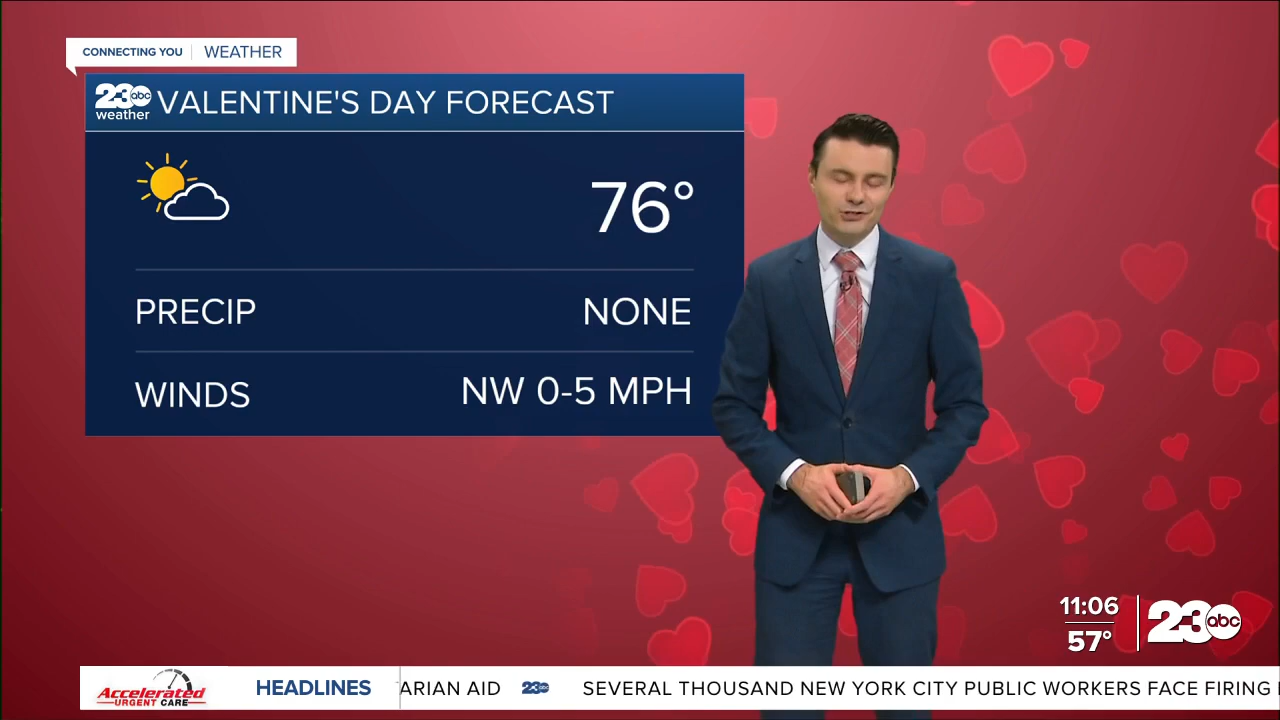 CONNECTING YOU | WEATHER
23 abc
weather
VALENTINE'S DAY FORECAST
76°
PRECIP NONE
WINDS NW 0-5 MPH
11:06
57°
23 abc
Accelerated
URGENT CARE
HEADLINES
ARIAN AID 23 abc SEVERAL THOUSAND NEW YORK CITY PUBLIC WORKERS FACE FIRING